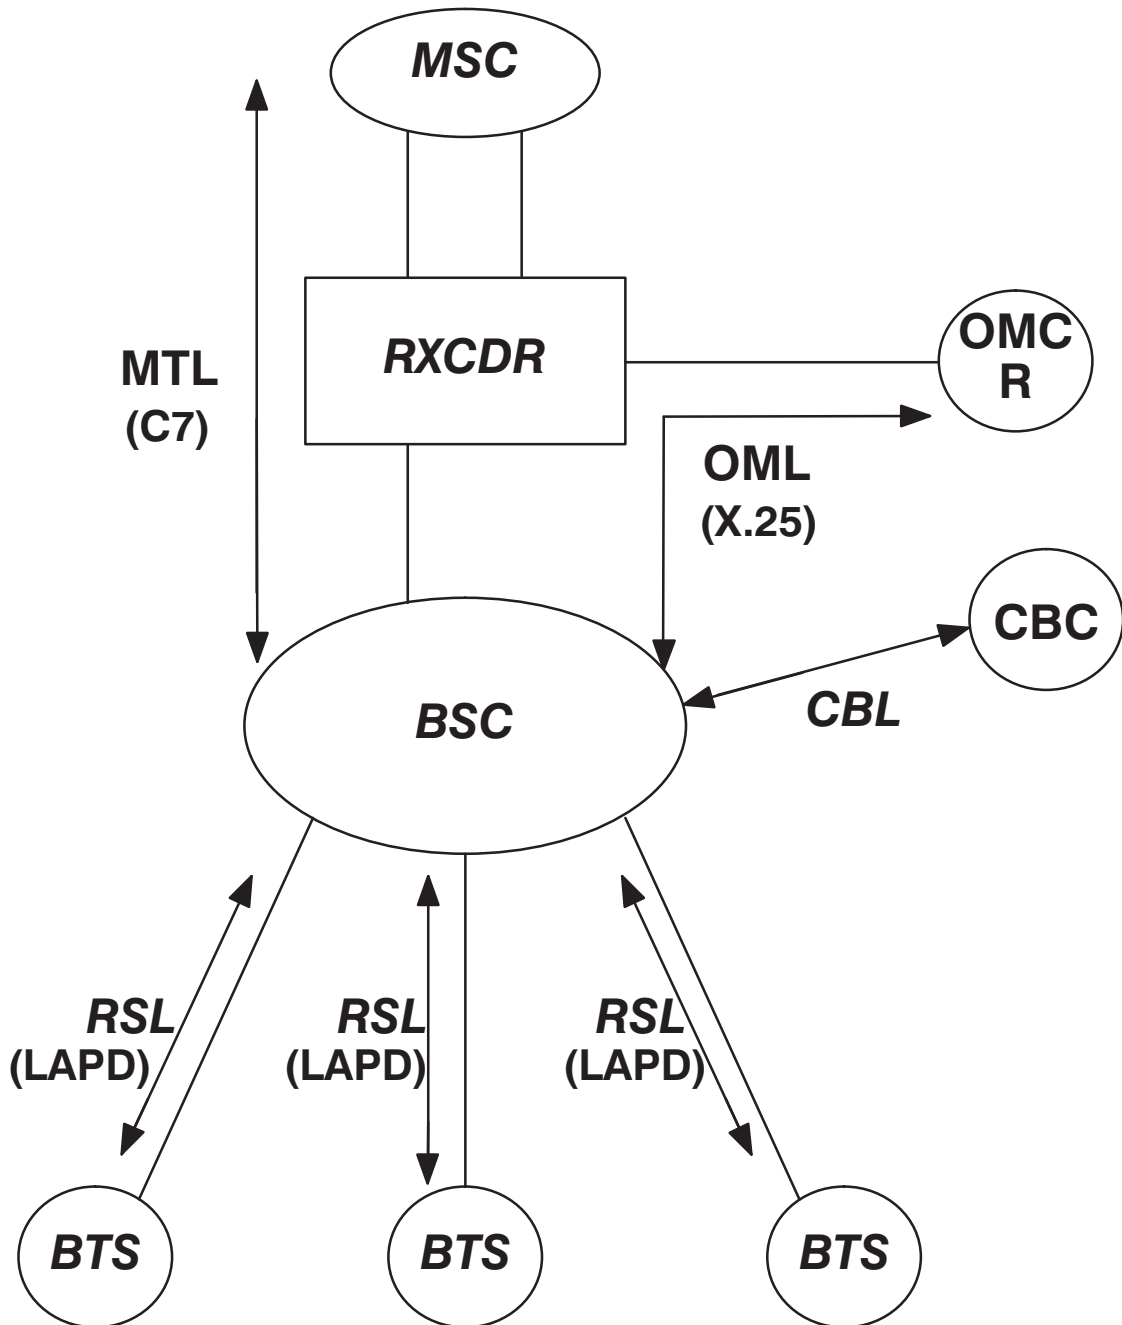 MSC
RXCDR
OMC
R
MTL
(C7)
OML
(X.25)
CBC
CBL
BSC
RSL
(LAPD)
RSL
(LAPD)
RSL
(LAPD)
BTS
BTS
BTS